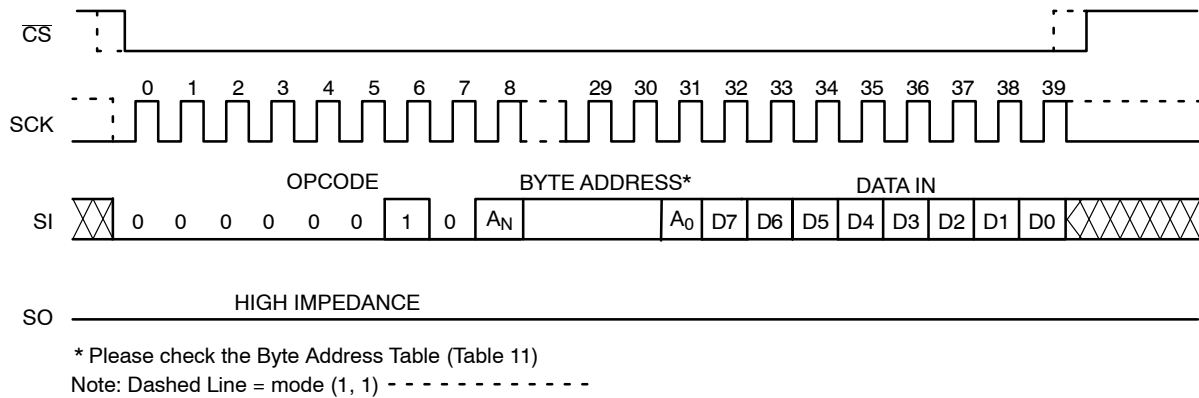 CS
0 1 2 3 4 5 6 7 8 29 30 31 32 33 34 35 36 37 38 39
SCK
OPCODE BYTE ADDRESS* DATA IN
SI 0 0 0 0 0 0 1 0 AN A0 D7 D6 D5 D4 D3 D2 D1 D0
HIGH IMPEDANCE
SO
* Please check the Byte Address Table (Table 11)
Note: Dashed Line = mode (1, 1)